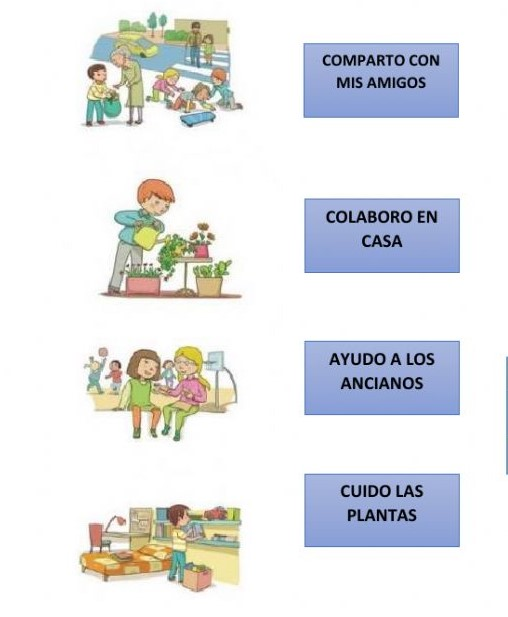 COMPARTO CON
MIS AMIGOS
COLABORO EN
CASA
AYUDO A LOS
ANCIANOS
CUIDO LAS
PLANTAS